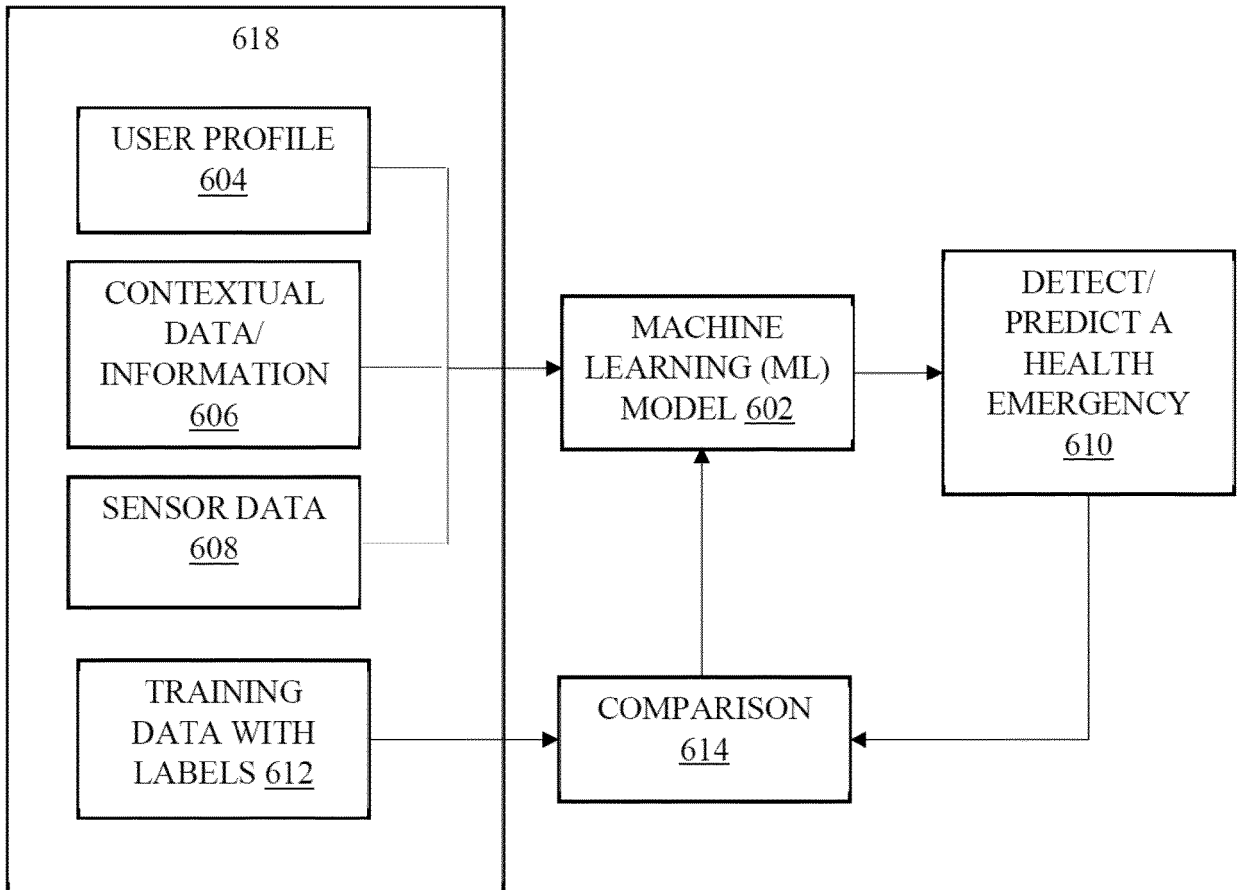 618
USER PROFILE
604
CONTEXTUAL
DATA/
INFORMATION
606
SENSOR DATA
608
TRAINING
DATA WITH
LABELS 612
MACHINE
LEARNING (ML)
MODEL 602
COMPARISON
614
DETECT/
PREDICT A
HEALTH
EMERGENCY
610